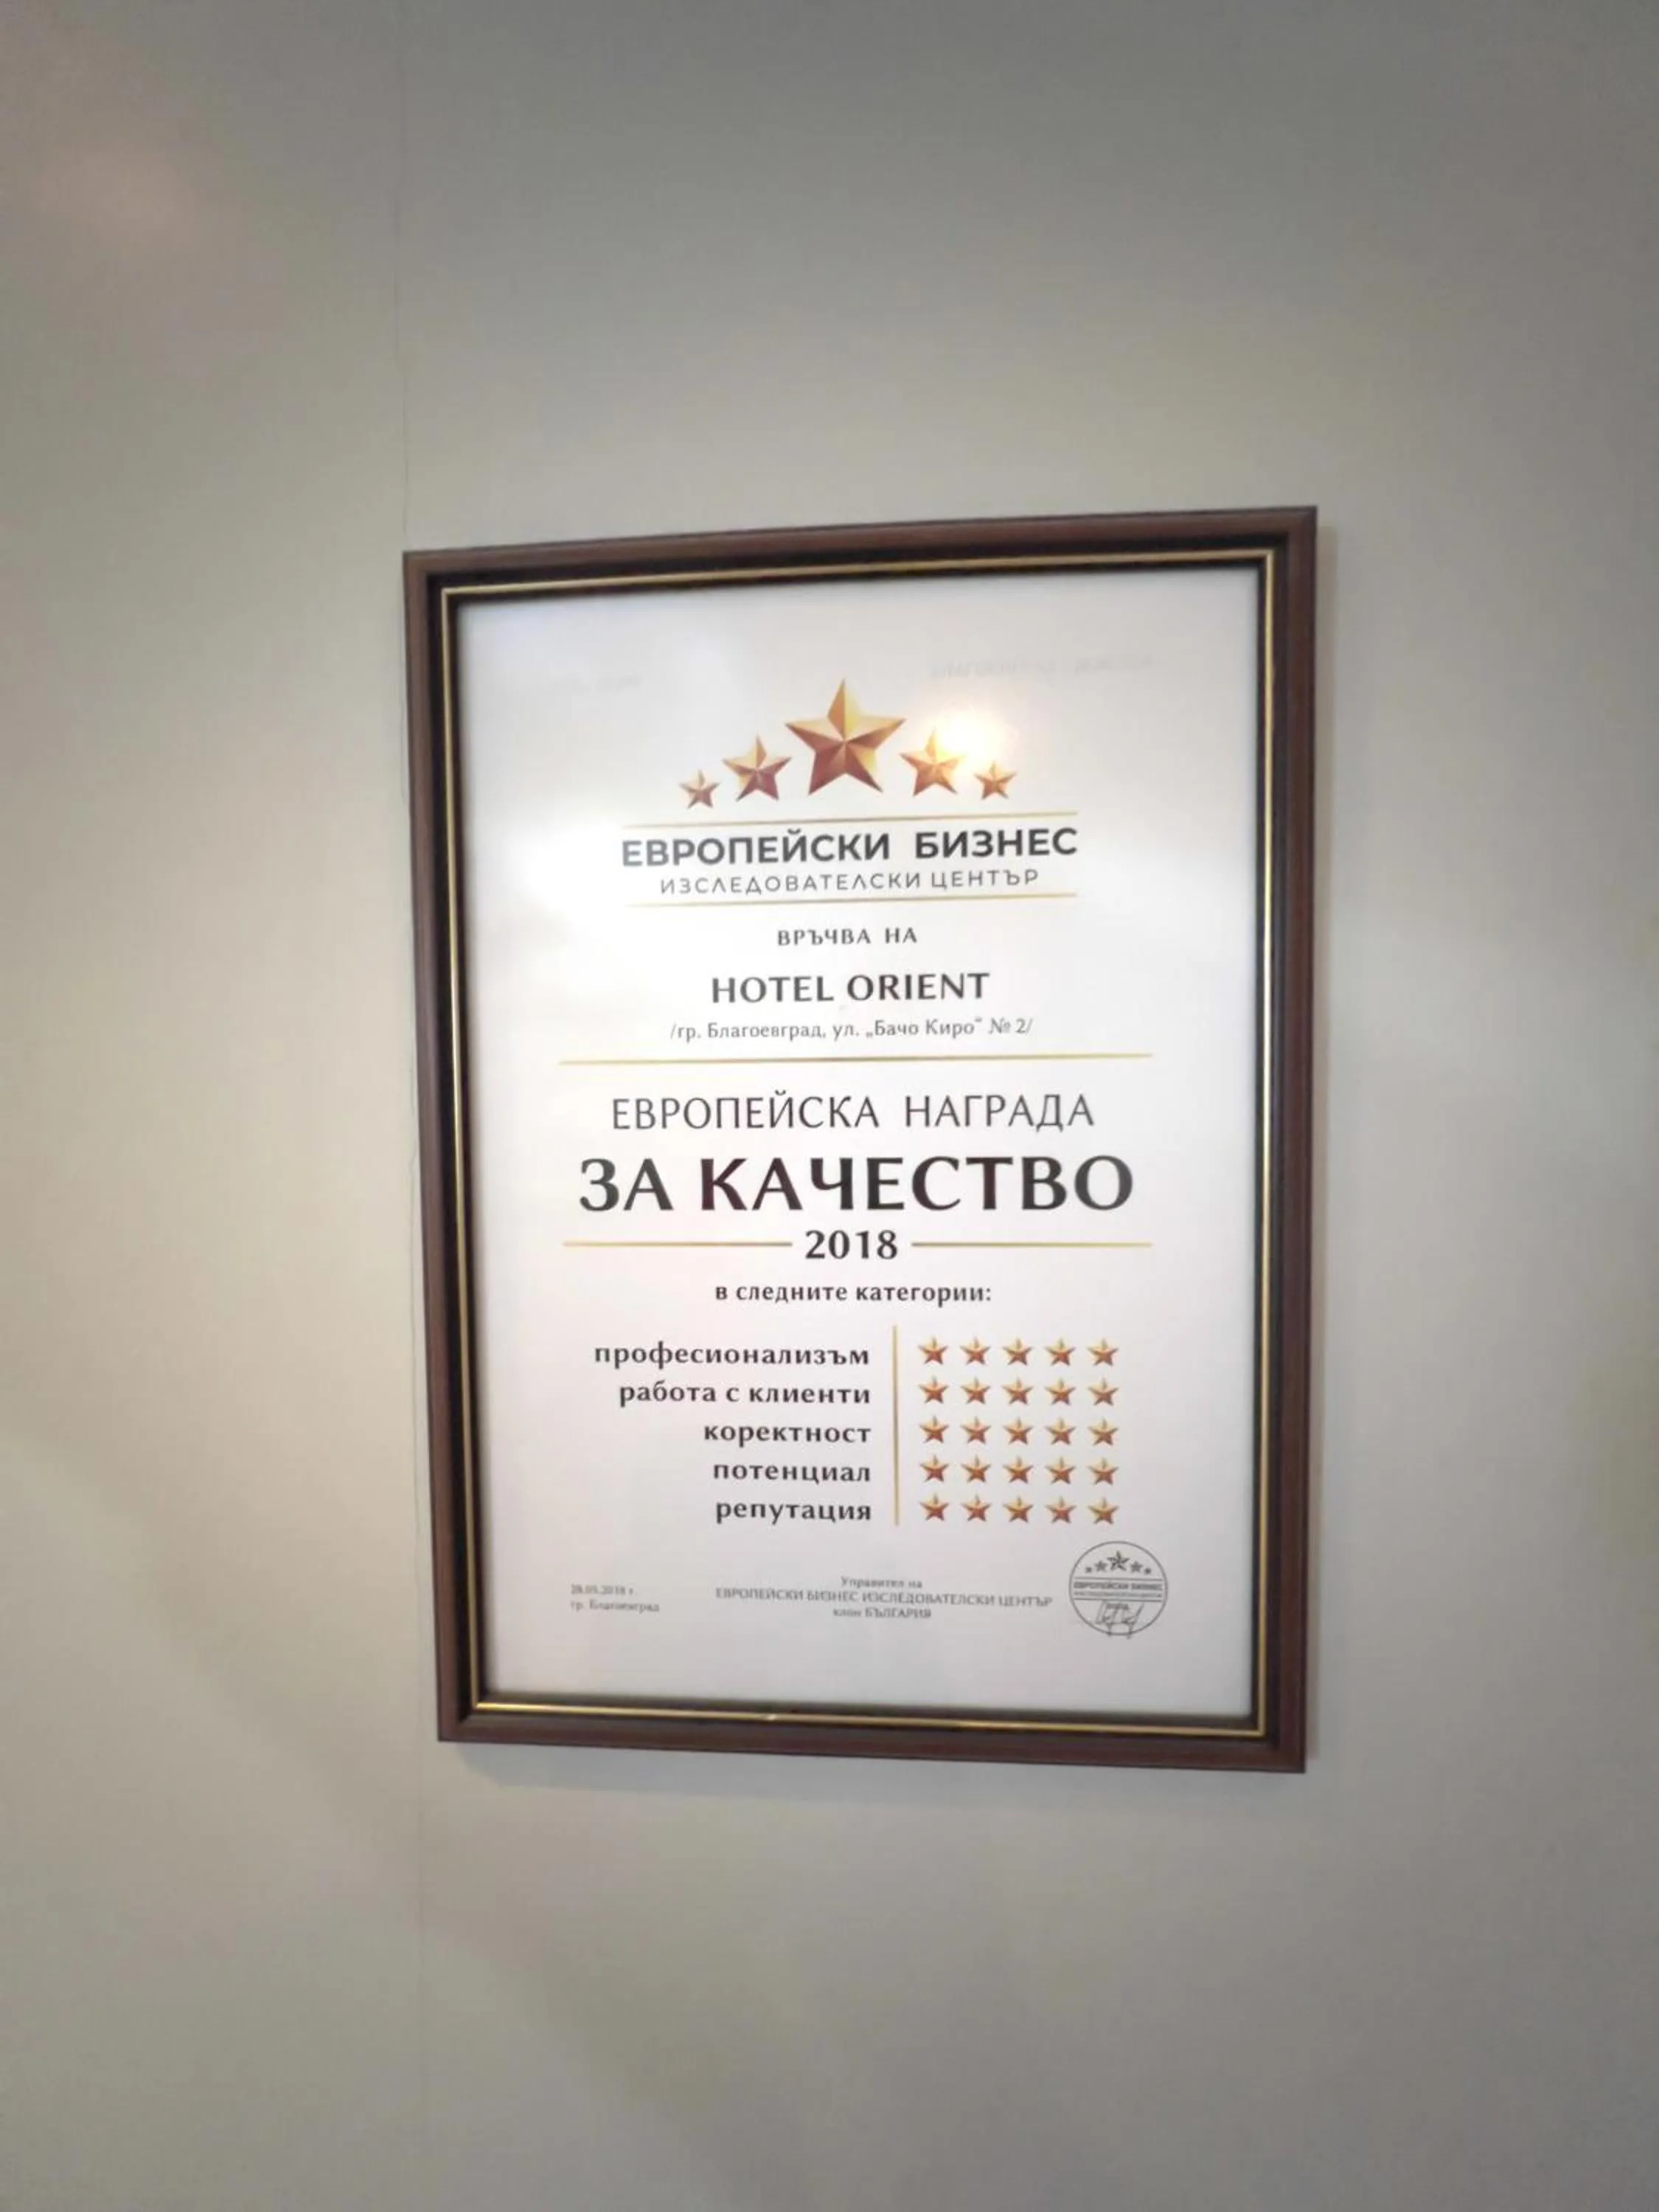 ЕВРОПЕЙСКИ БИЗНЕС
ИЗСЛЕДОВАТЕЛСКИ ЦЕНТЪР
ВРЪЧВА НА
HOTEL ORIENT
/гр. Благоевград, ул. „Бачо Киро“ № 2/
ЕВРОПЕЙСКА НАГРАДА
ЗА КАЧЕСТВО
2018
в следните категории:
професионализъм
работа с клиенти
коректност
потенциал
репутация
гр. Благоевград
Управител на
ЕВРОПЕЙСКИ БИЗНЕС ИЗСЛЕДОВАТЕЛСКИ ЦЕНТЪР
клон БЪЛГАРИЯ
ЕВРОПЕЙСКИ БИЗНЕС